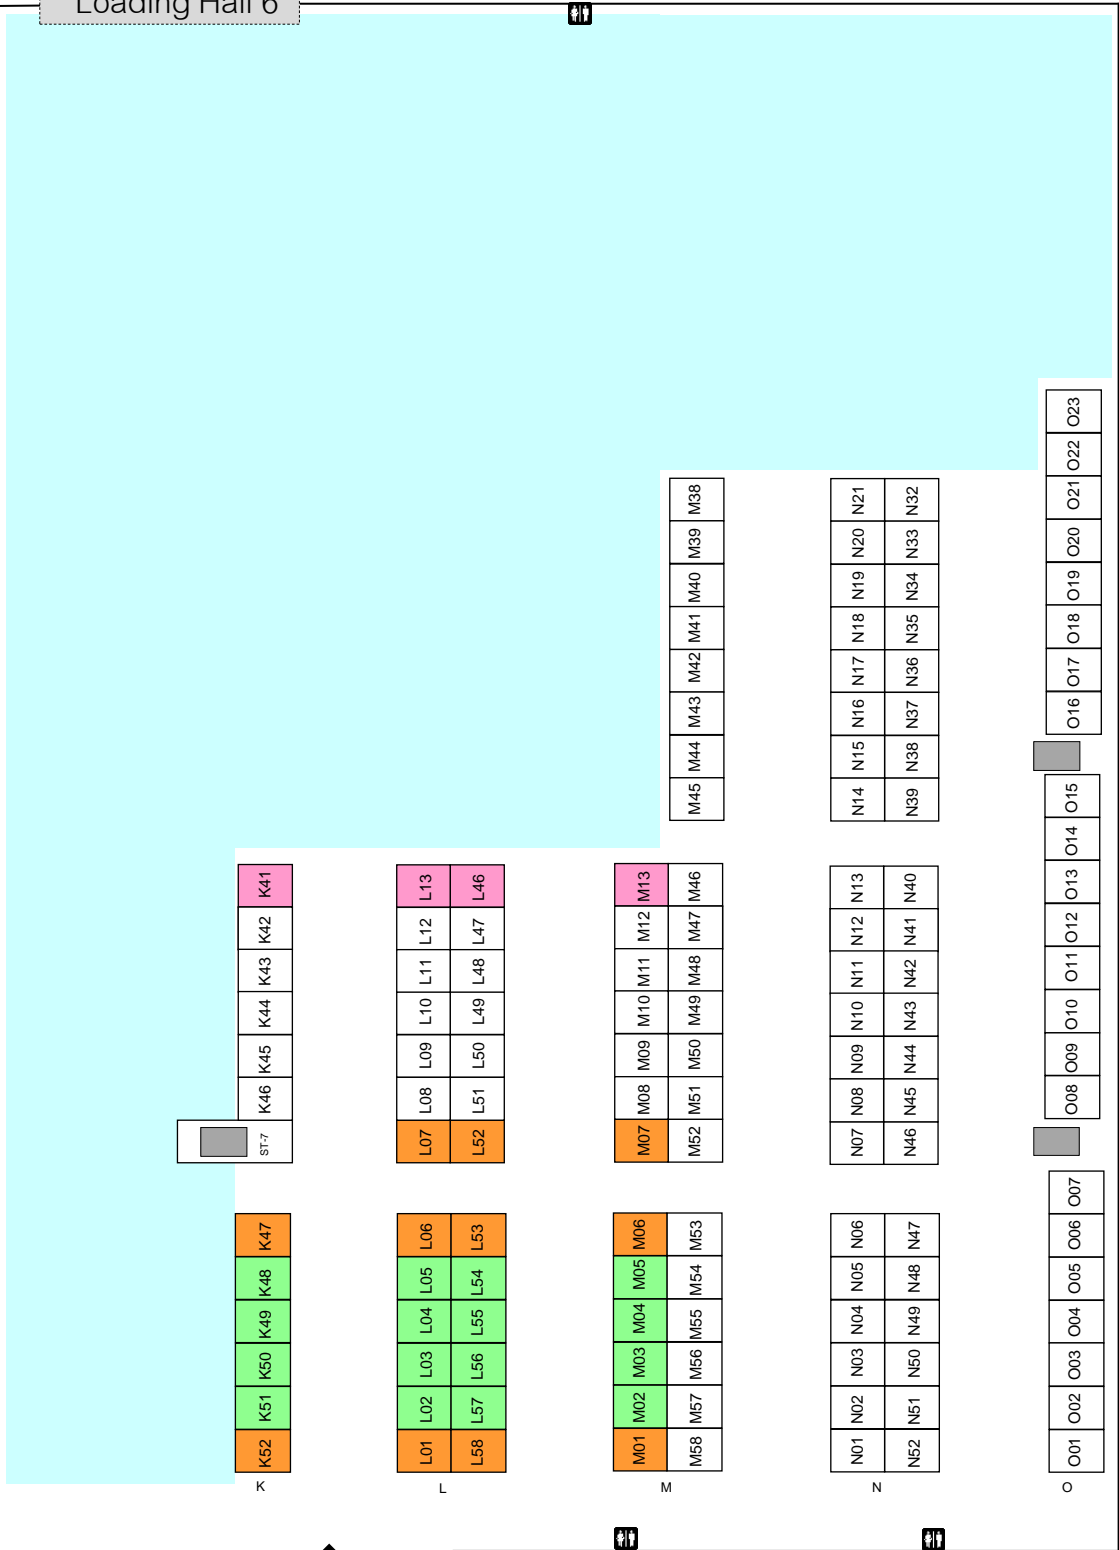 Loading Hall 6
O23
O22
M38 N21 N32 O21
M39 N20 N33 O20
M40 N19 N34 O19
M41 N18 N35 O18
M42 N17 N36 O17
M43 N16 N37 O16
M44 N15 N38
M45 N14 N39 O15
O14
K41 L13 L46 M13 M46 N13 N40 O13
K42 L12 L47 M12 M47 N12 N41 O12
K43 L11 L48 M11 M48 N11 N42 O11
K44 L10 L49 M10 M49 N10 N43 O10
K45 L09 L50 M09 M50 N09 N44 O09
K46 L08 L51 M08 M51 N08 N45 O08
ST-7 L07 L52 M07 M52 N07 N46
O07
K47 L06 L53 M06 M53 N06 N47 O06
K48 L05 L54 M05 M54 N05 N48 O05
K49 L04 L55 M04 M55 N04 N49 O04
K50 L03 L56 M03 M56 N03 N50 O03
K51 L02 L57 M02 M57 N02 N51 O02
K52 L01 L58 M01 M58 N01 N52 O01
K L M N O